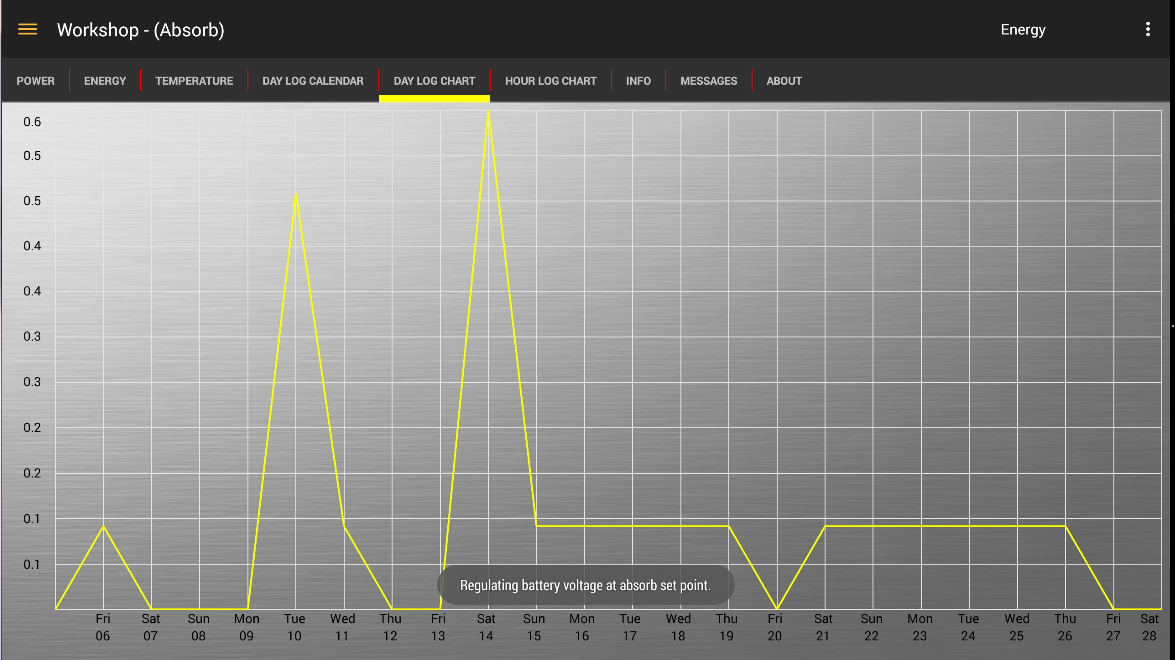 Workshop - (Absorb) Energy
POWER ENERGY TEMPERATURE DAY LOG CALENDAR DAY LOG CHART HOUR LOG CHART INFO MESSAGES ABOUT
0.6
0.5
0.5
0.4
0.4
0.3
0.3
0.2
0.2
0.1
0.1
Regulating battery voltage at absorb set point.
Fri Sat Sun Mon Tue Wed Thu Fri Sat Sun Mon Tue Wed Thu Fri Sat Sun Mon Tue Wed Thu Fri Sat
06 07 08 09 10 11 12 13 14 15 16 17 18 19 20 21 22 23 24 25 26 27 28